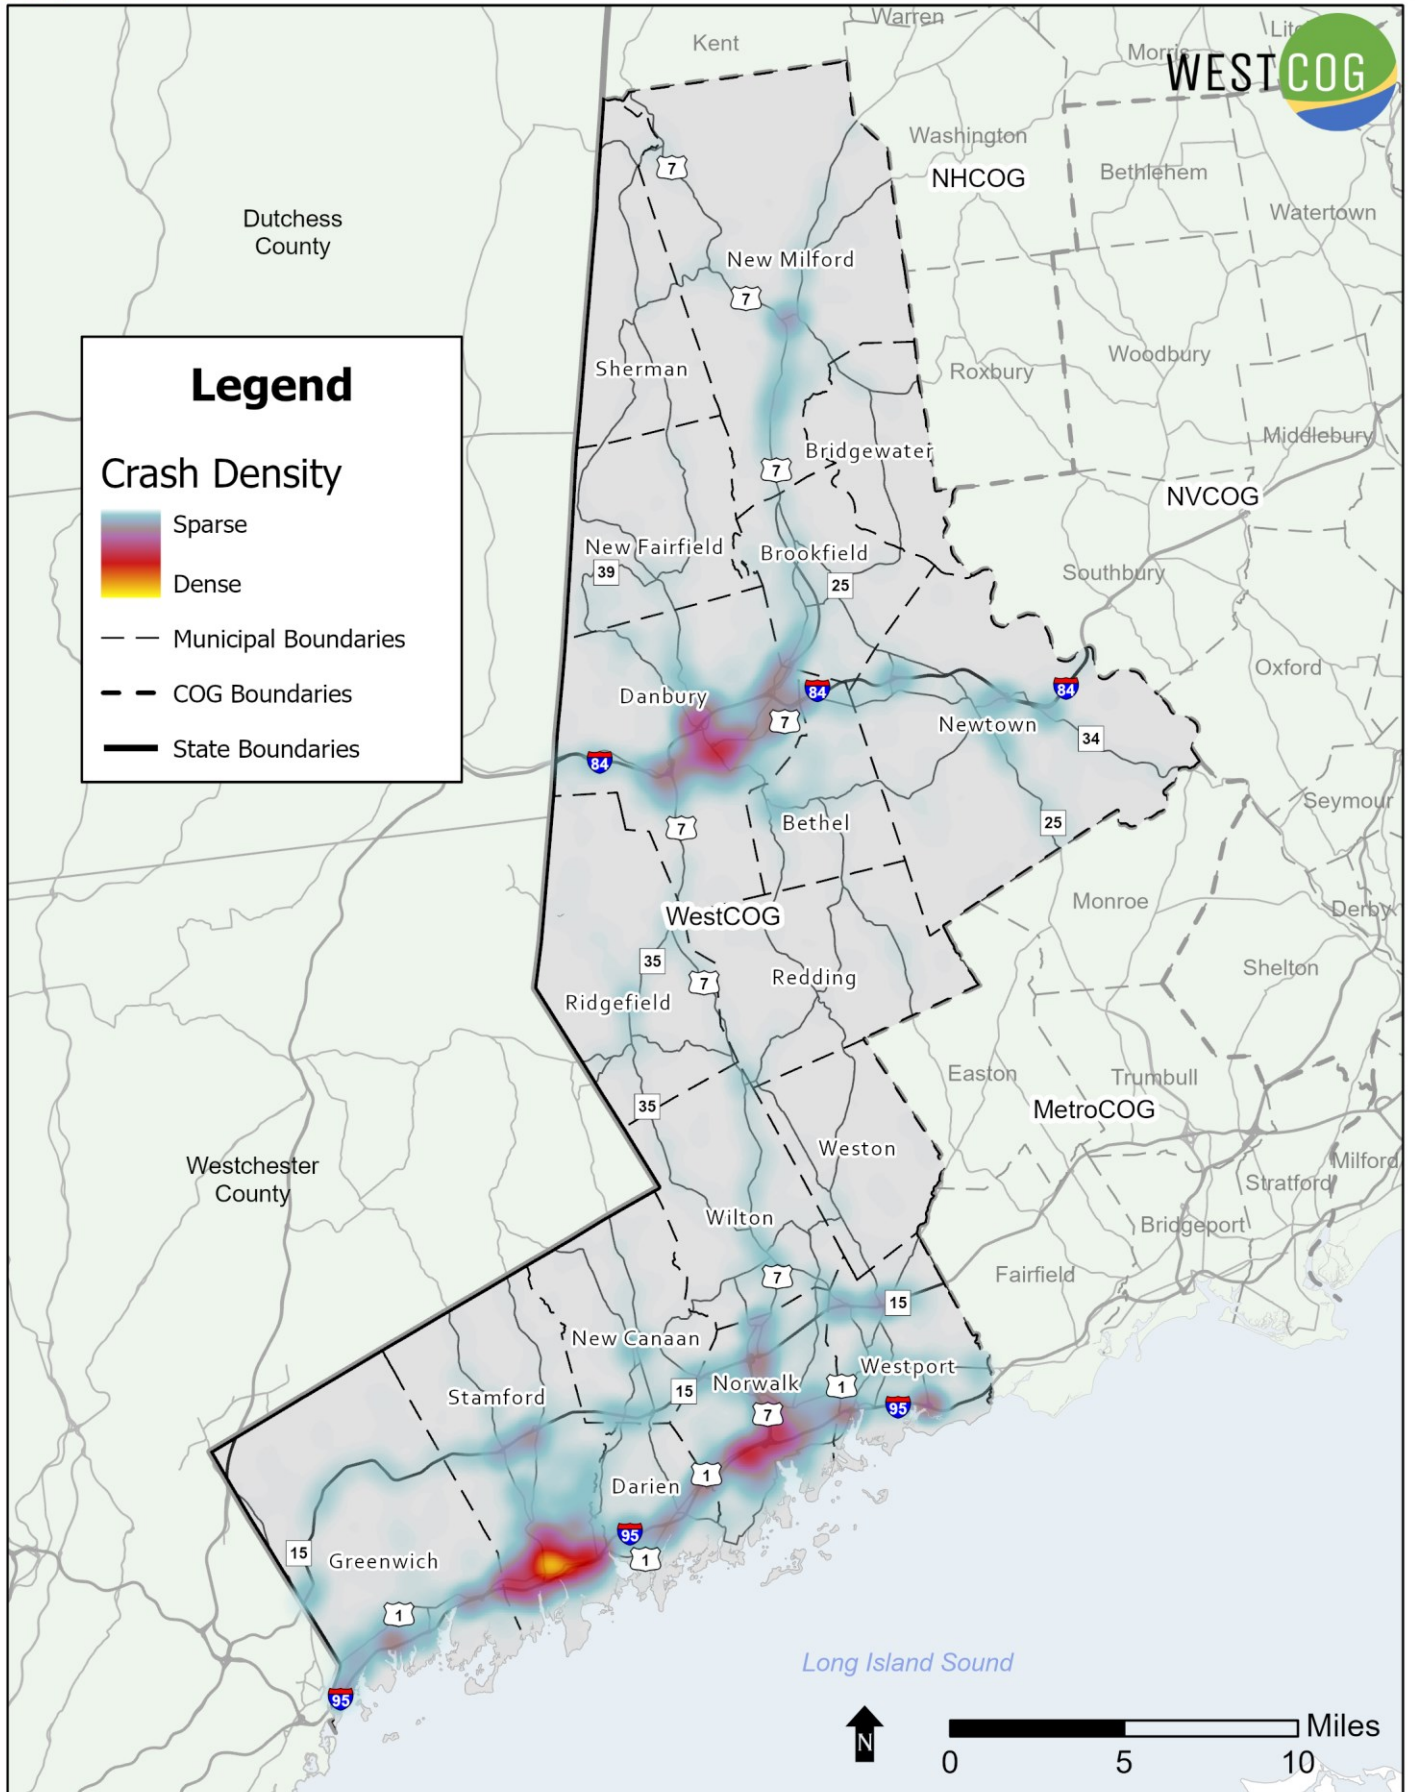 Warren
Kent
Morris
WESTCOG
Washington
NHCOG
Bethlehem
Watertown
Dutchess
County
7
New Milford
7
Legend
Crash Density
Sparse
Dense
Municipal Boundaries
COG Boundaries
State Boundaries
Sherman
Roxbury
Woodbury
Bridgewater
Middlebury
7
NVCOG
New Fairfield
Brookfield
39
25
Southbury
Oxford
Danbury
84
84
7
Newtown
34
84
Seymour
7
Bethel
25
WestCOG
Monroe
Derby
35
7
Redding
Shelton
Ridgefield
Easton
Trumbull
35
MetroCOG
Weston
Westchester
County
Milford
Stratford
Wilton
Bridgeport
7
Fairfield
15
New Canaan
Westport
Stamford
15
Norwalk
1
7
95
1
Darien
95
1
15
Greenwich
1
Long Island Sound
95
N
Miles
0
5
10